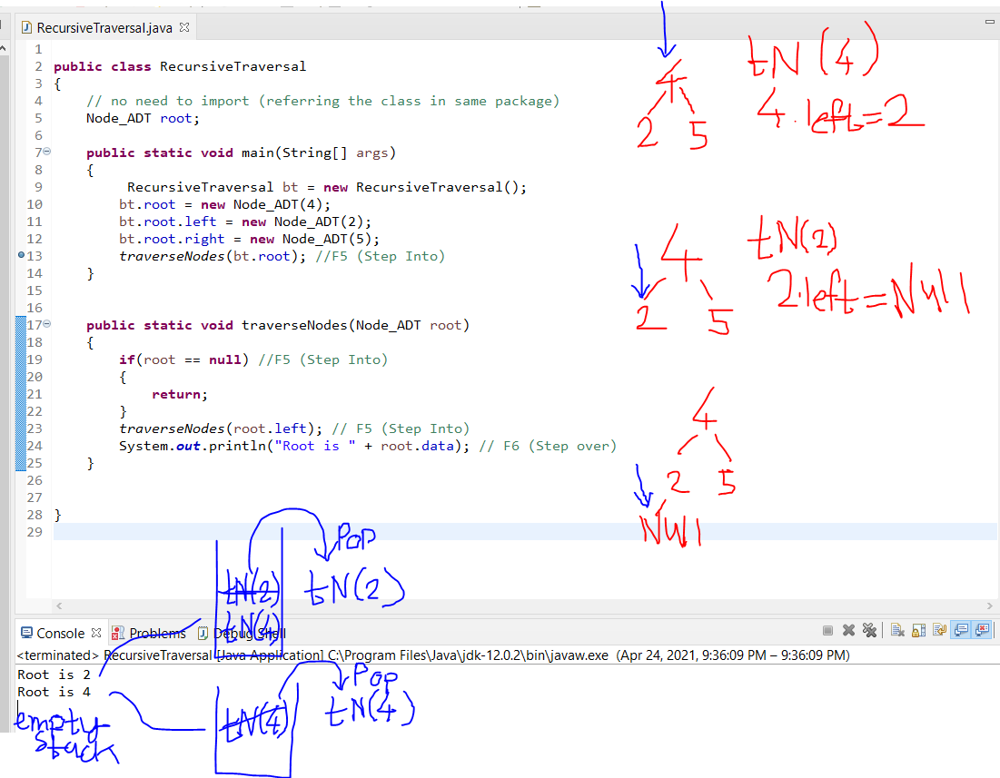 RecursiveTraversal.java
1
2 public class RecursiveTraversal
3 {
4 // no need to import (referring the class in same package)
5 Node_ADT root;
6
7 public static void main(String[] args)
8 {
9 RecursiveTraversal bt = new RecursiveTraversal();
10 bt.root = new Node_ADT(4);
11 bt.root.left = new Node_ADT(2);
12 bt.root.right = new Node_ADT(5);
13 traverseNodes(bt.root); //F5 (Step Into)
14 }
15
16
17 public static void traverseNodes(Node_ADT root)
18 {
19 if(root == null) //F5 (Step Into)
20 {
21 return;
22 }
23 traverseNodes(root.left); // F5 (Step Into)
24 System.out.println("Root is " + root.data); // F6 (Step over)
25 }
26
27
28 }
29
4
2 5
tN(4)
4.left=2
4
2 5
tN(2)
2.left=Null
4
2 5
Null
Pop
tN(2) tN(2)
tN(4)
Console Problems Debug Shell
<terminated> RecursiveTraversal [Java Application] C:\Program Files\Java\jdk-12.0.2\bin\javaw.exe (Apr 24, 2021, 9:36:09 PM – 9:36:09 PM)
Root is 2
Root is 4
Pop
tN(4) tN(4)
empty
stack